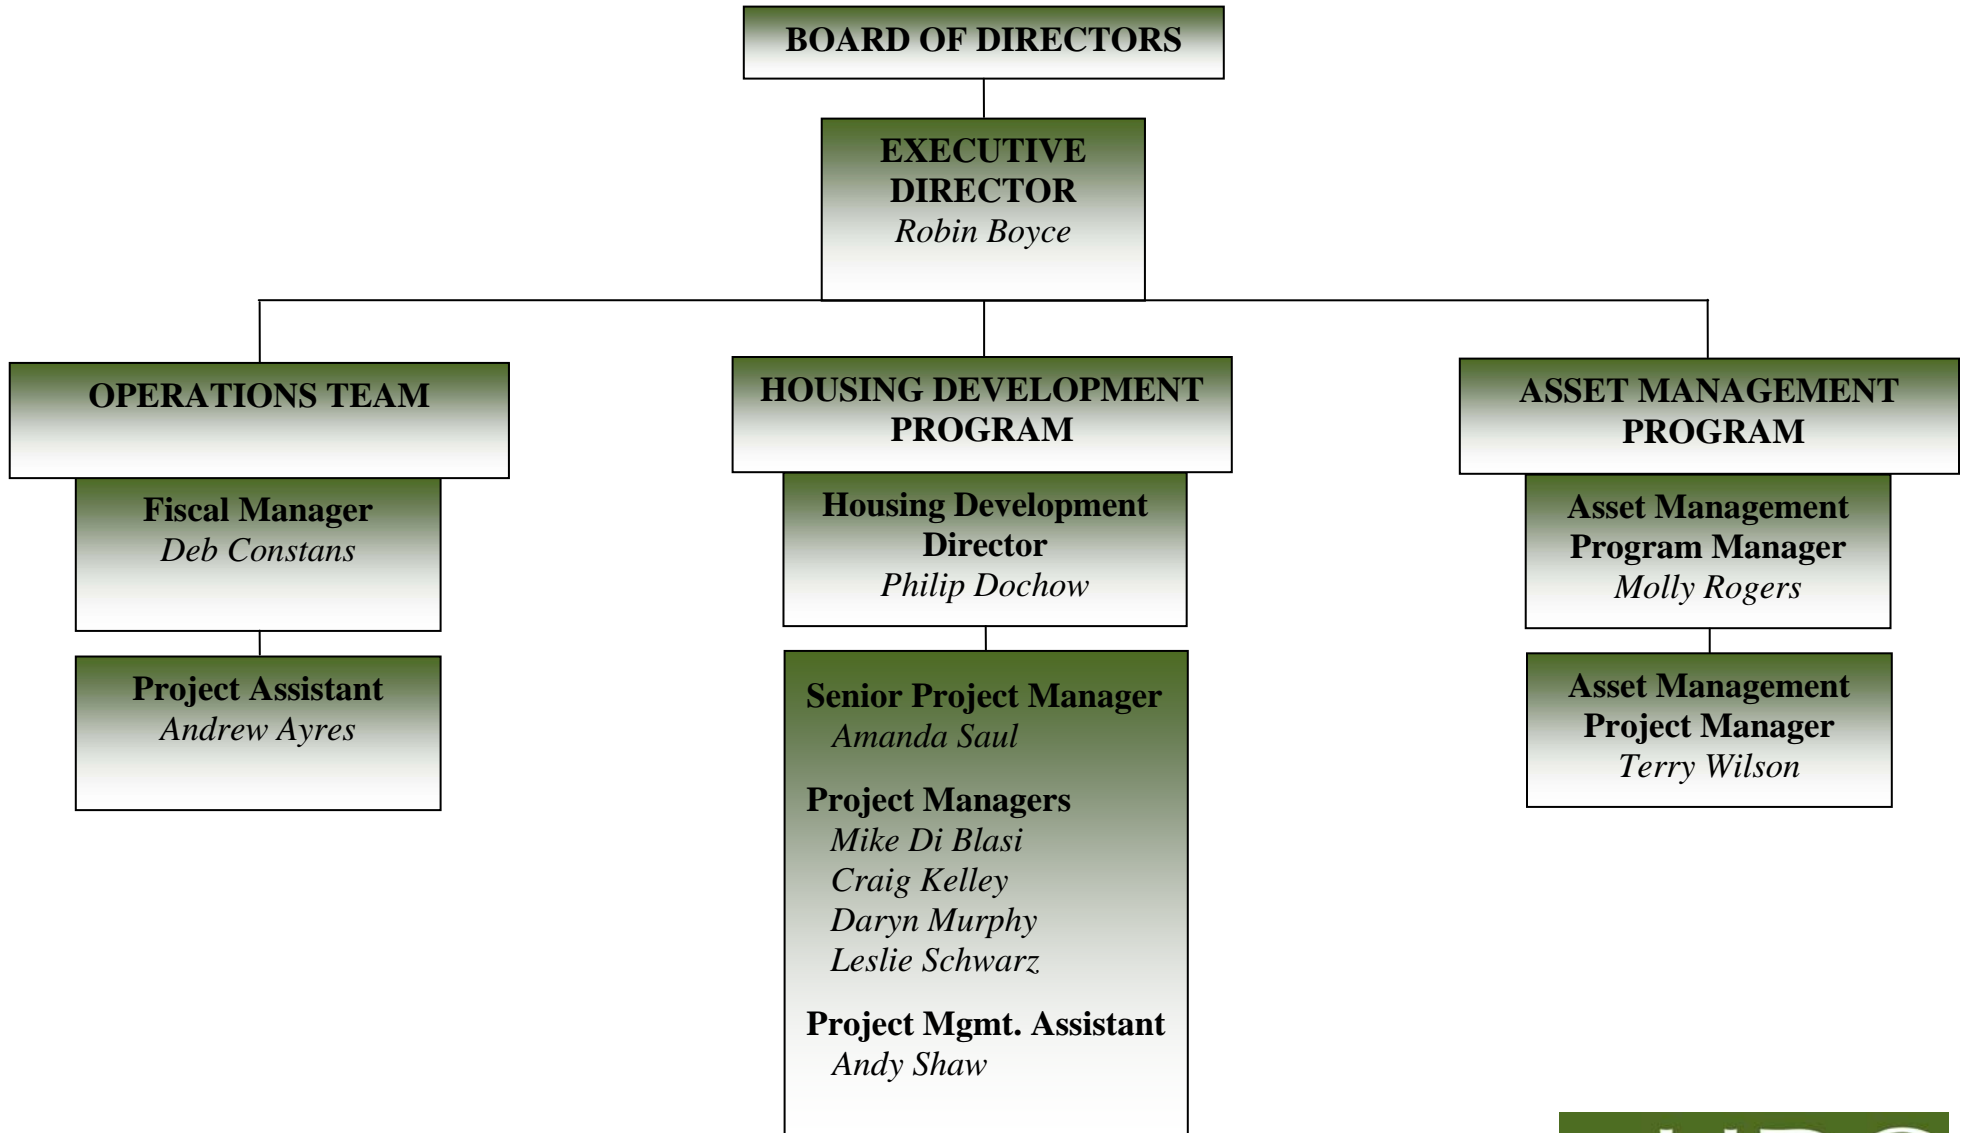 BOARD OF DIRECTORS
EXECUTIVE
DIRECTOR
Robin Boyce
OPERATIONS TEAM
Fiscal Manager
Deb Constans
Project Assistant
Andrew Ayres
HOUSING DEVELOPMENT
PROGRAM
Housing Development
Director
Philip Dochow
Senior Project Manager
Amanda Saul
Project Managers
Mike Di Blasi
Craig Kelley
Daryn Murphy
Leslie Schwarz
Project Mgmt. Assistant
Andy Shaw
ASSET MANAGEMENT
PROGRAM
Asset Management
Program Manager
Molly Rogers
Asset Management
Project Manager
Terry Wilson